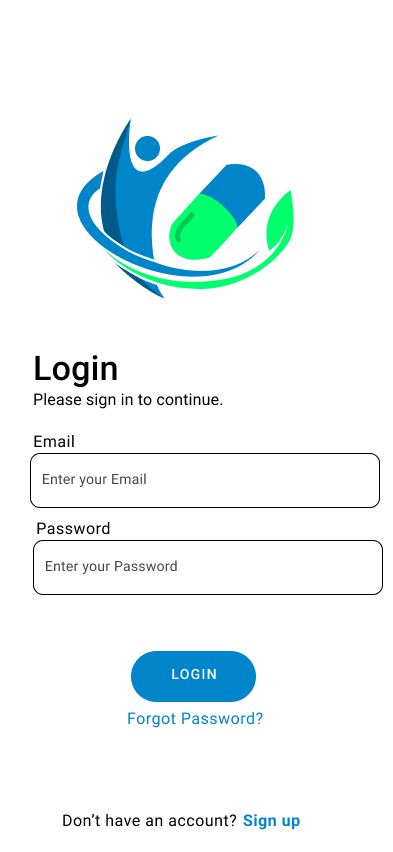 Login
Please sign in to continue.
Email
Enter your Email
Password
Enter your Password
LOGIN
Forgot Password?
Don’t have an account? Sign up